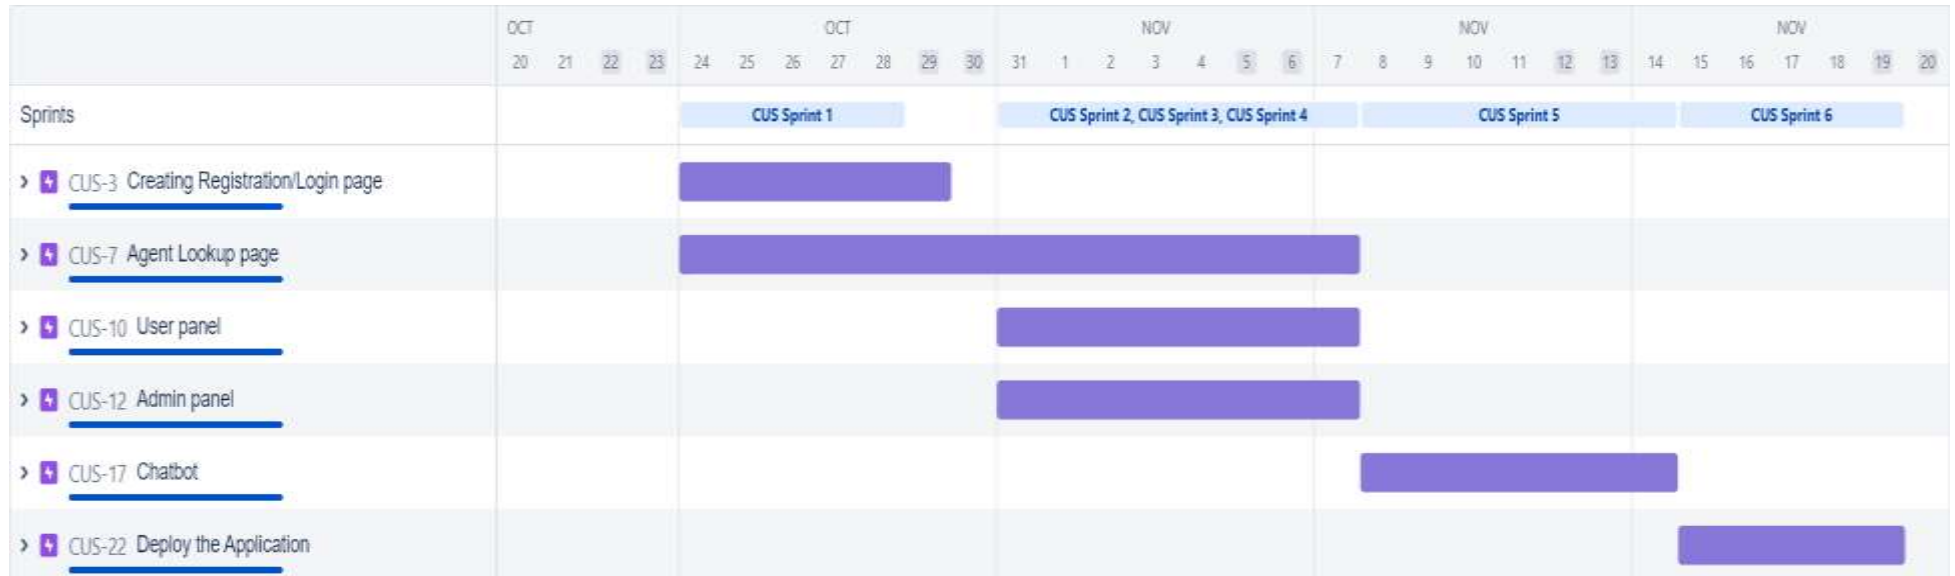 OCT OCT NOV NOV NOV
20 21 22 23 24 25 26 27 28 29 30 31 1 2 3 4 5 6 7 8 9 10 11 12 13 14 15 16 17 18 19 20
Sprints CUS Sprint 1 CUS Sprint 2, CUS Sprint 3, CUS Sprint 4 CUS Sprint 5 CUS Sprint 6
CUS-3 Creating Registration/Login page
CUS-7 Agent Lookup page
CUS-10 User panel
CUS-12 Admin panel
CUS-17 Chatbot
CUS-22 Deploy the Application